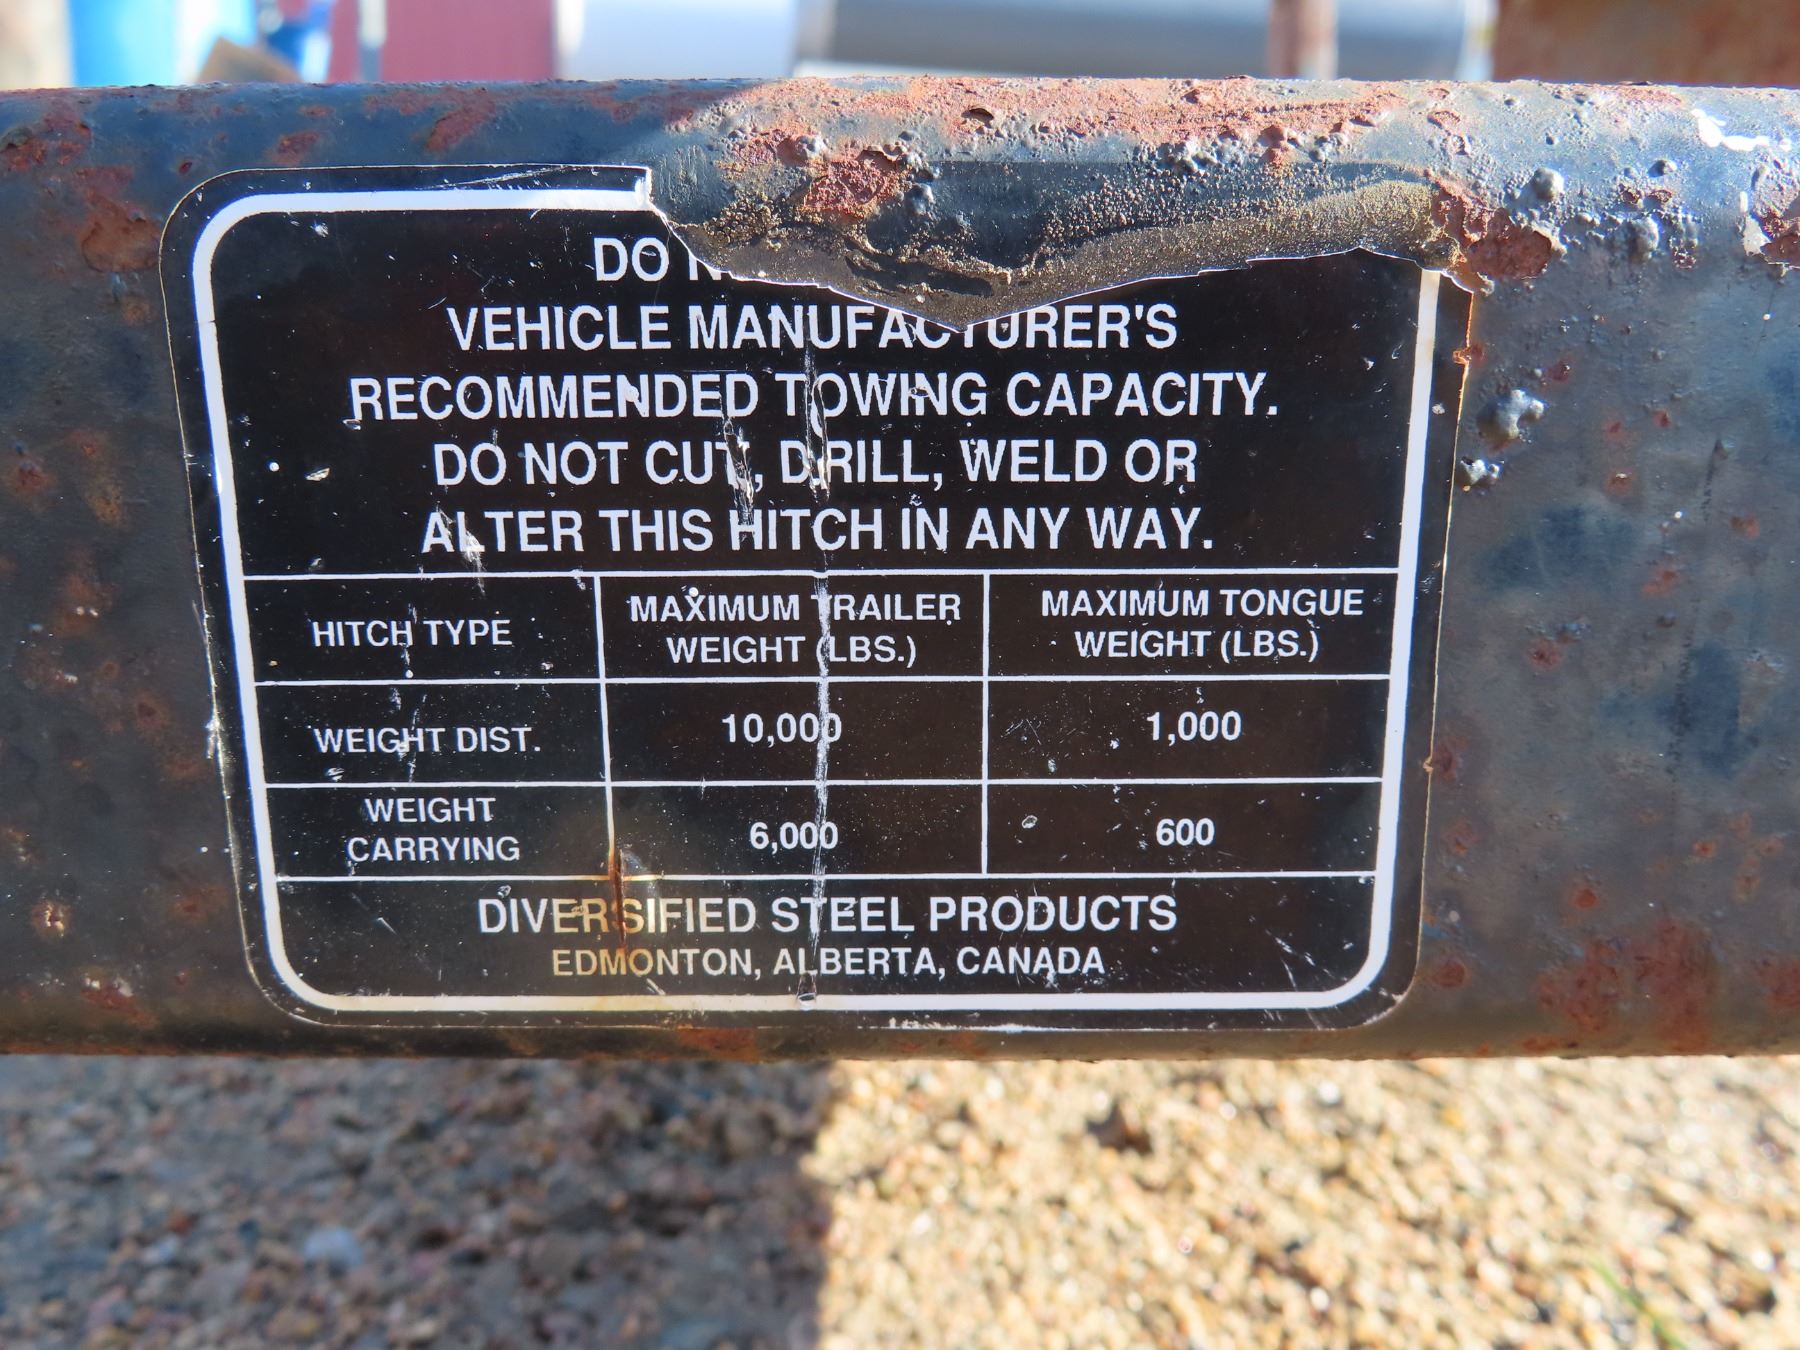 DO
VEHICLE MANUFACTURER'S
RECOMMENDED TOWING CAPACITY.
DO NOT CUT, DRILL, WELD OR
ALTER THIS HITCH IN ANY WAY.
HITCH TYPE
MAXIMUM TRAILER
WEIGHT (LBS.)
MAXIMUM TONGUE
WEIGHT (LBS.)
WEIGHT DIST.
10,000
1,000
WEIGHT
CARRYING
6,000
600
DIVERSIFIED STEEL PRODUCTS
EDMONTON, ALBERTA, CANADA